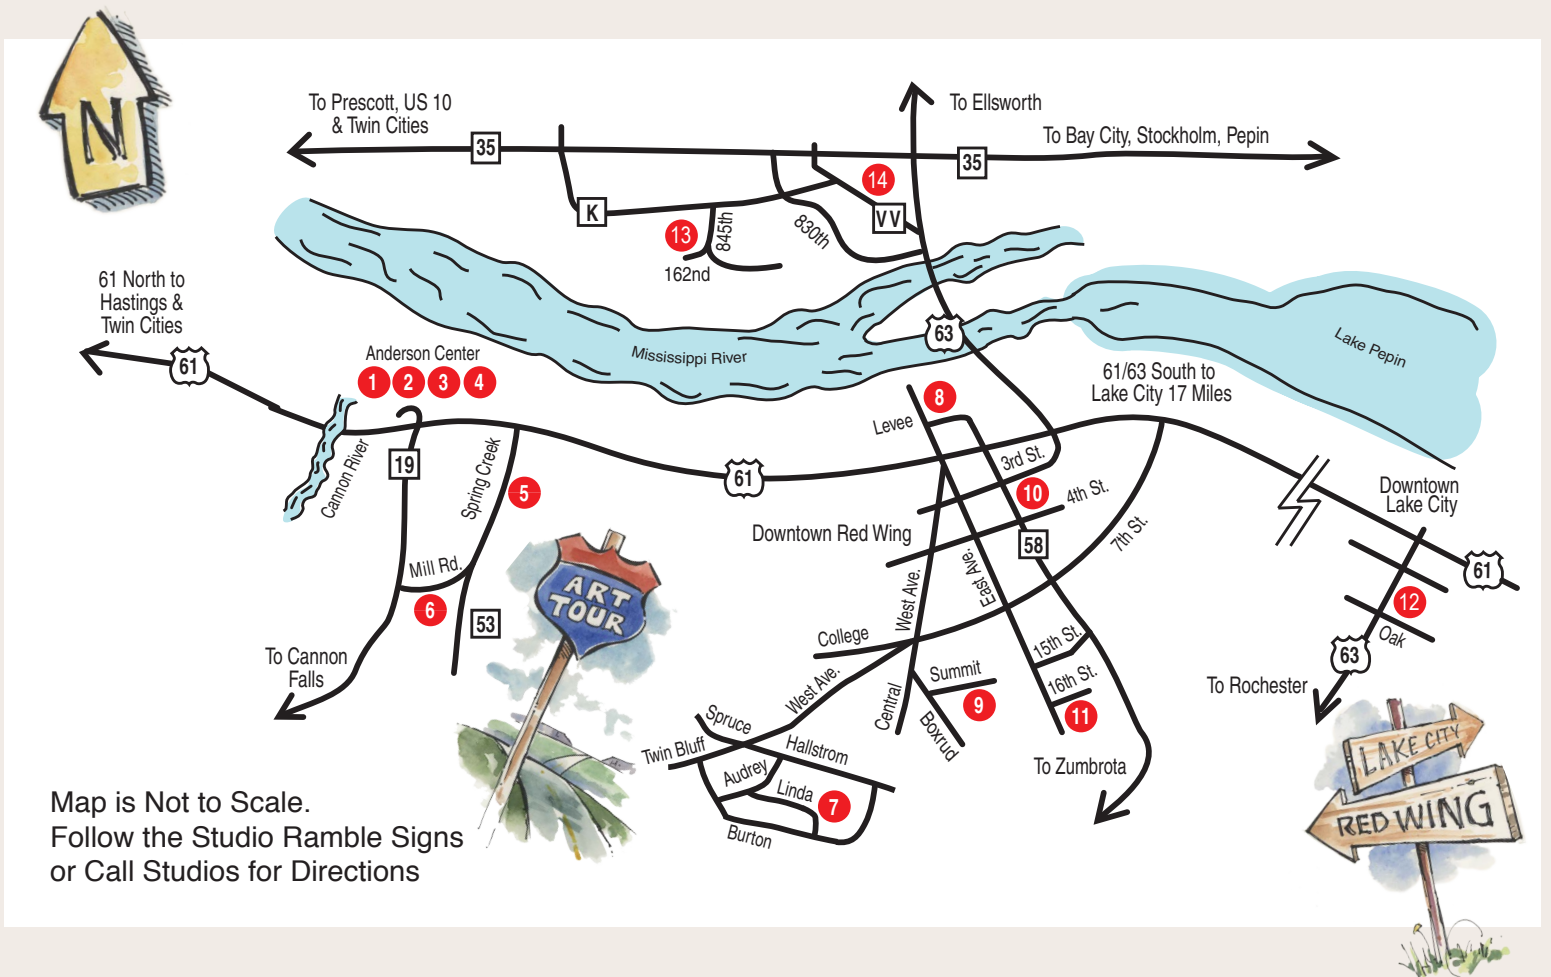 N
To Prescott, US 10
& Twin Cities
35
To Ellsworth
To Bay City, Stockholm, Pepin
35
14
K
VV
13
845th
830th
162nd
61 North to
Hastings &
Twin Cities
61
Anderson Center
1 2 3 4
Mississippi River
63
Lake Pepin
61/63 South to
Lake City 17 Miles
8
Levee
Cannon River
19
Spring Creek
5
61
3rd St.
10
4th St.
Downtown Red Wing
58
7th St.
Downtown
Lake City
61
12
Oak
63
To Rochester
Mill Rd.
6
53
ART
TOUR
To Cannon
Falls
West Ave.
East Ave.
College
15th St.
16th St.
11
West Ave.
Central
Summit
9
Boxrud
Spruce
Twin Bluff
Hallstrom
Audrey
Linda
7
Burton
To Zumbrota
LAKE CITY
RED WING
Map is Not to Scale.
Follow the Studio Ramble Signs
or Call Studios for Directions